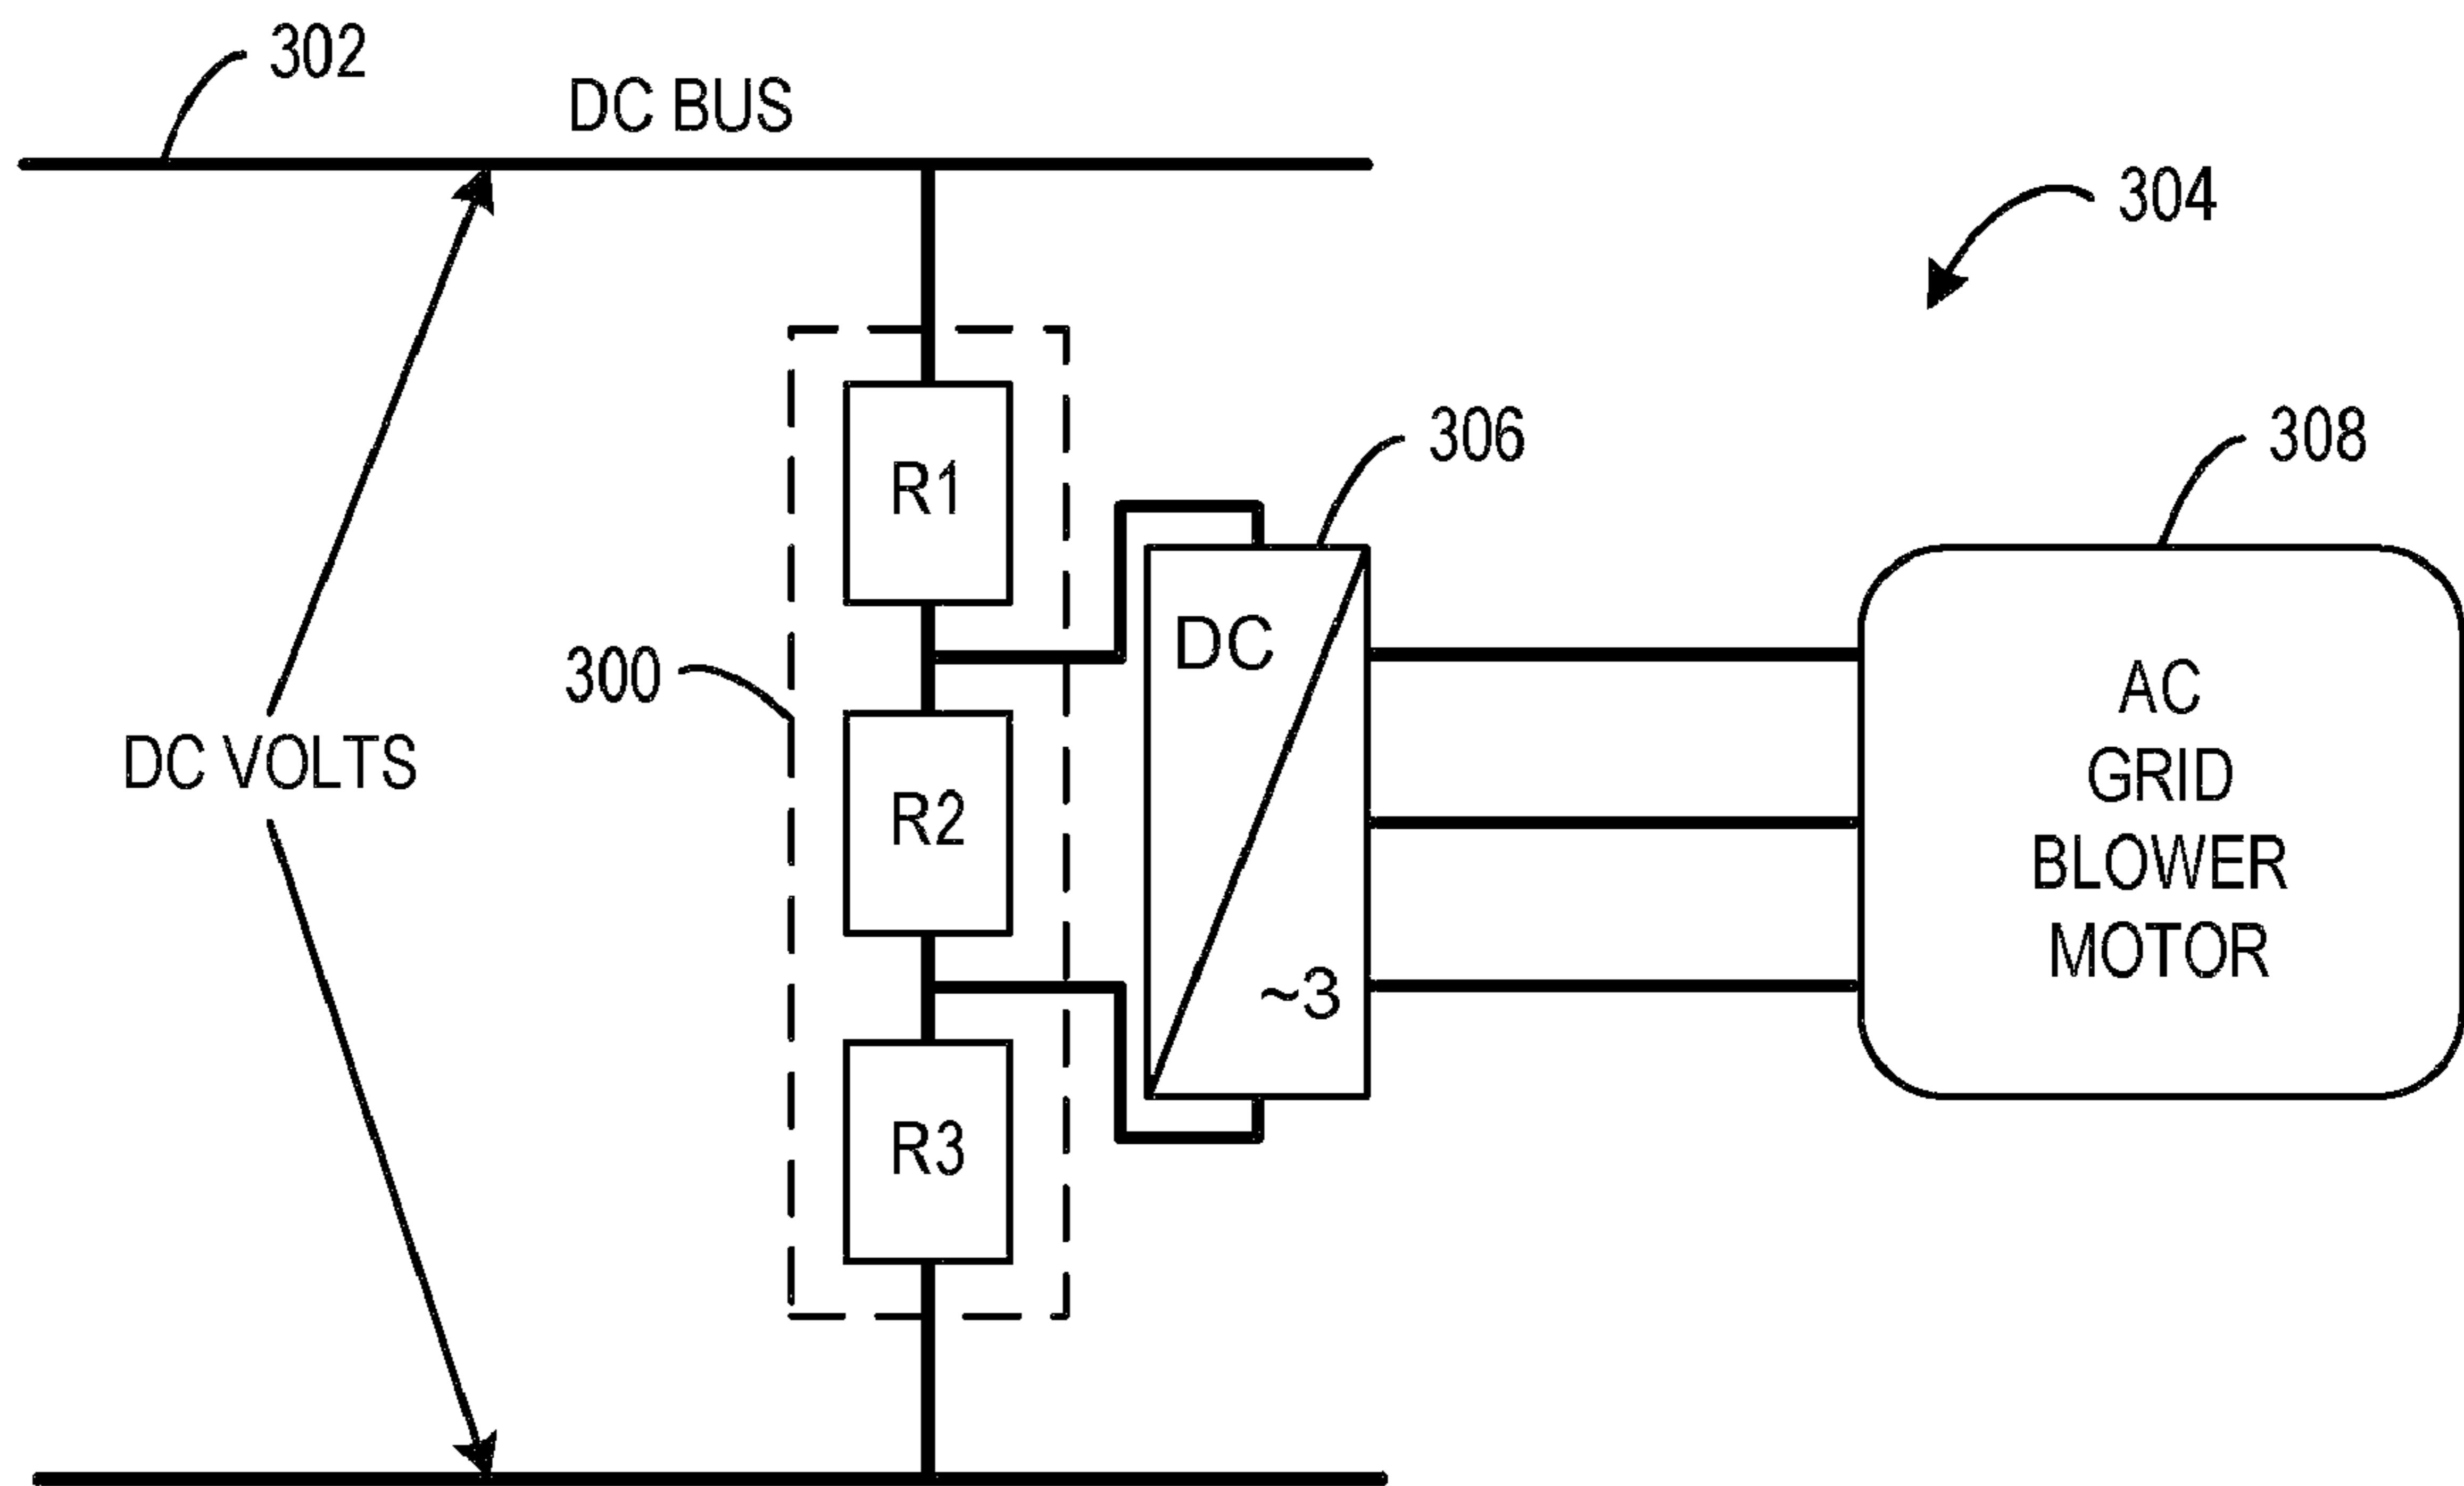 302
DC BUS
304
306
308
R1
DC
300
AC
GRID
BLOWER
MOTOR
DC VOLTS
R2
~3
R3